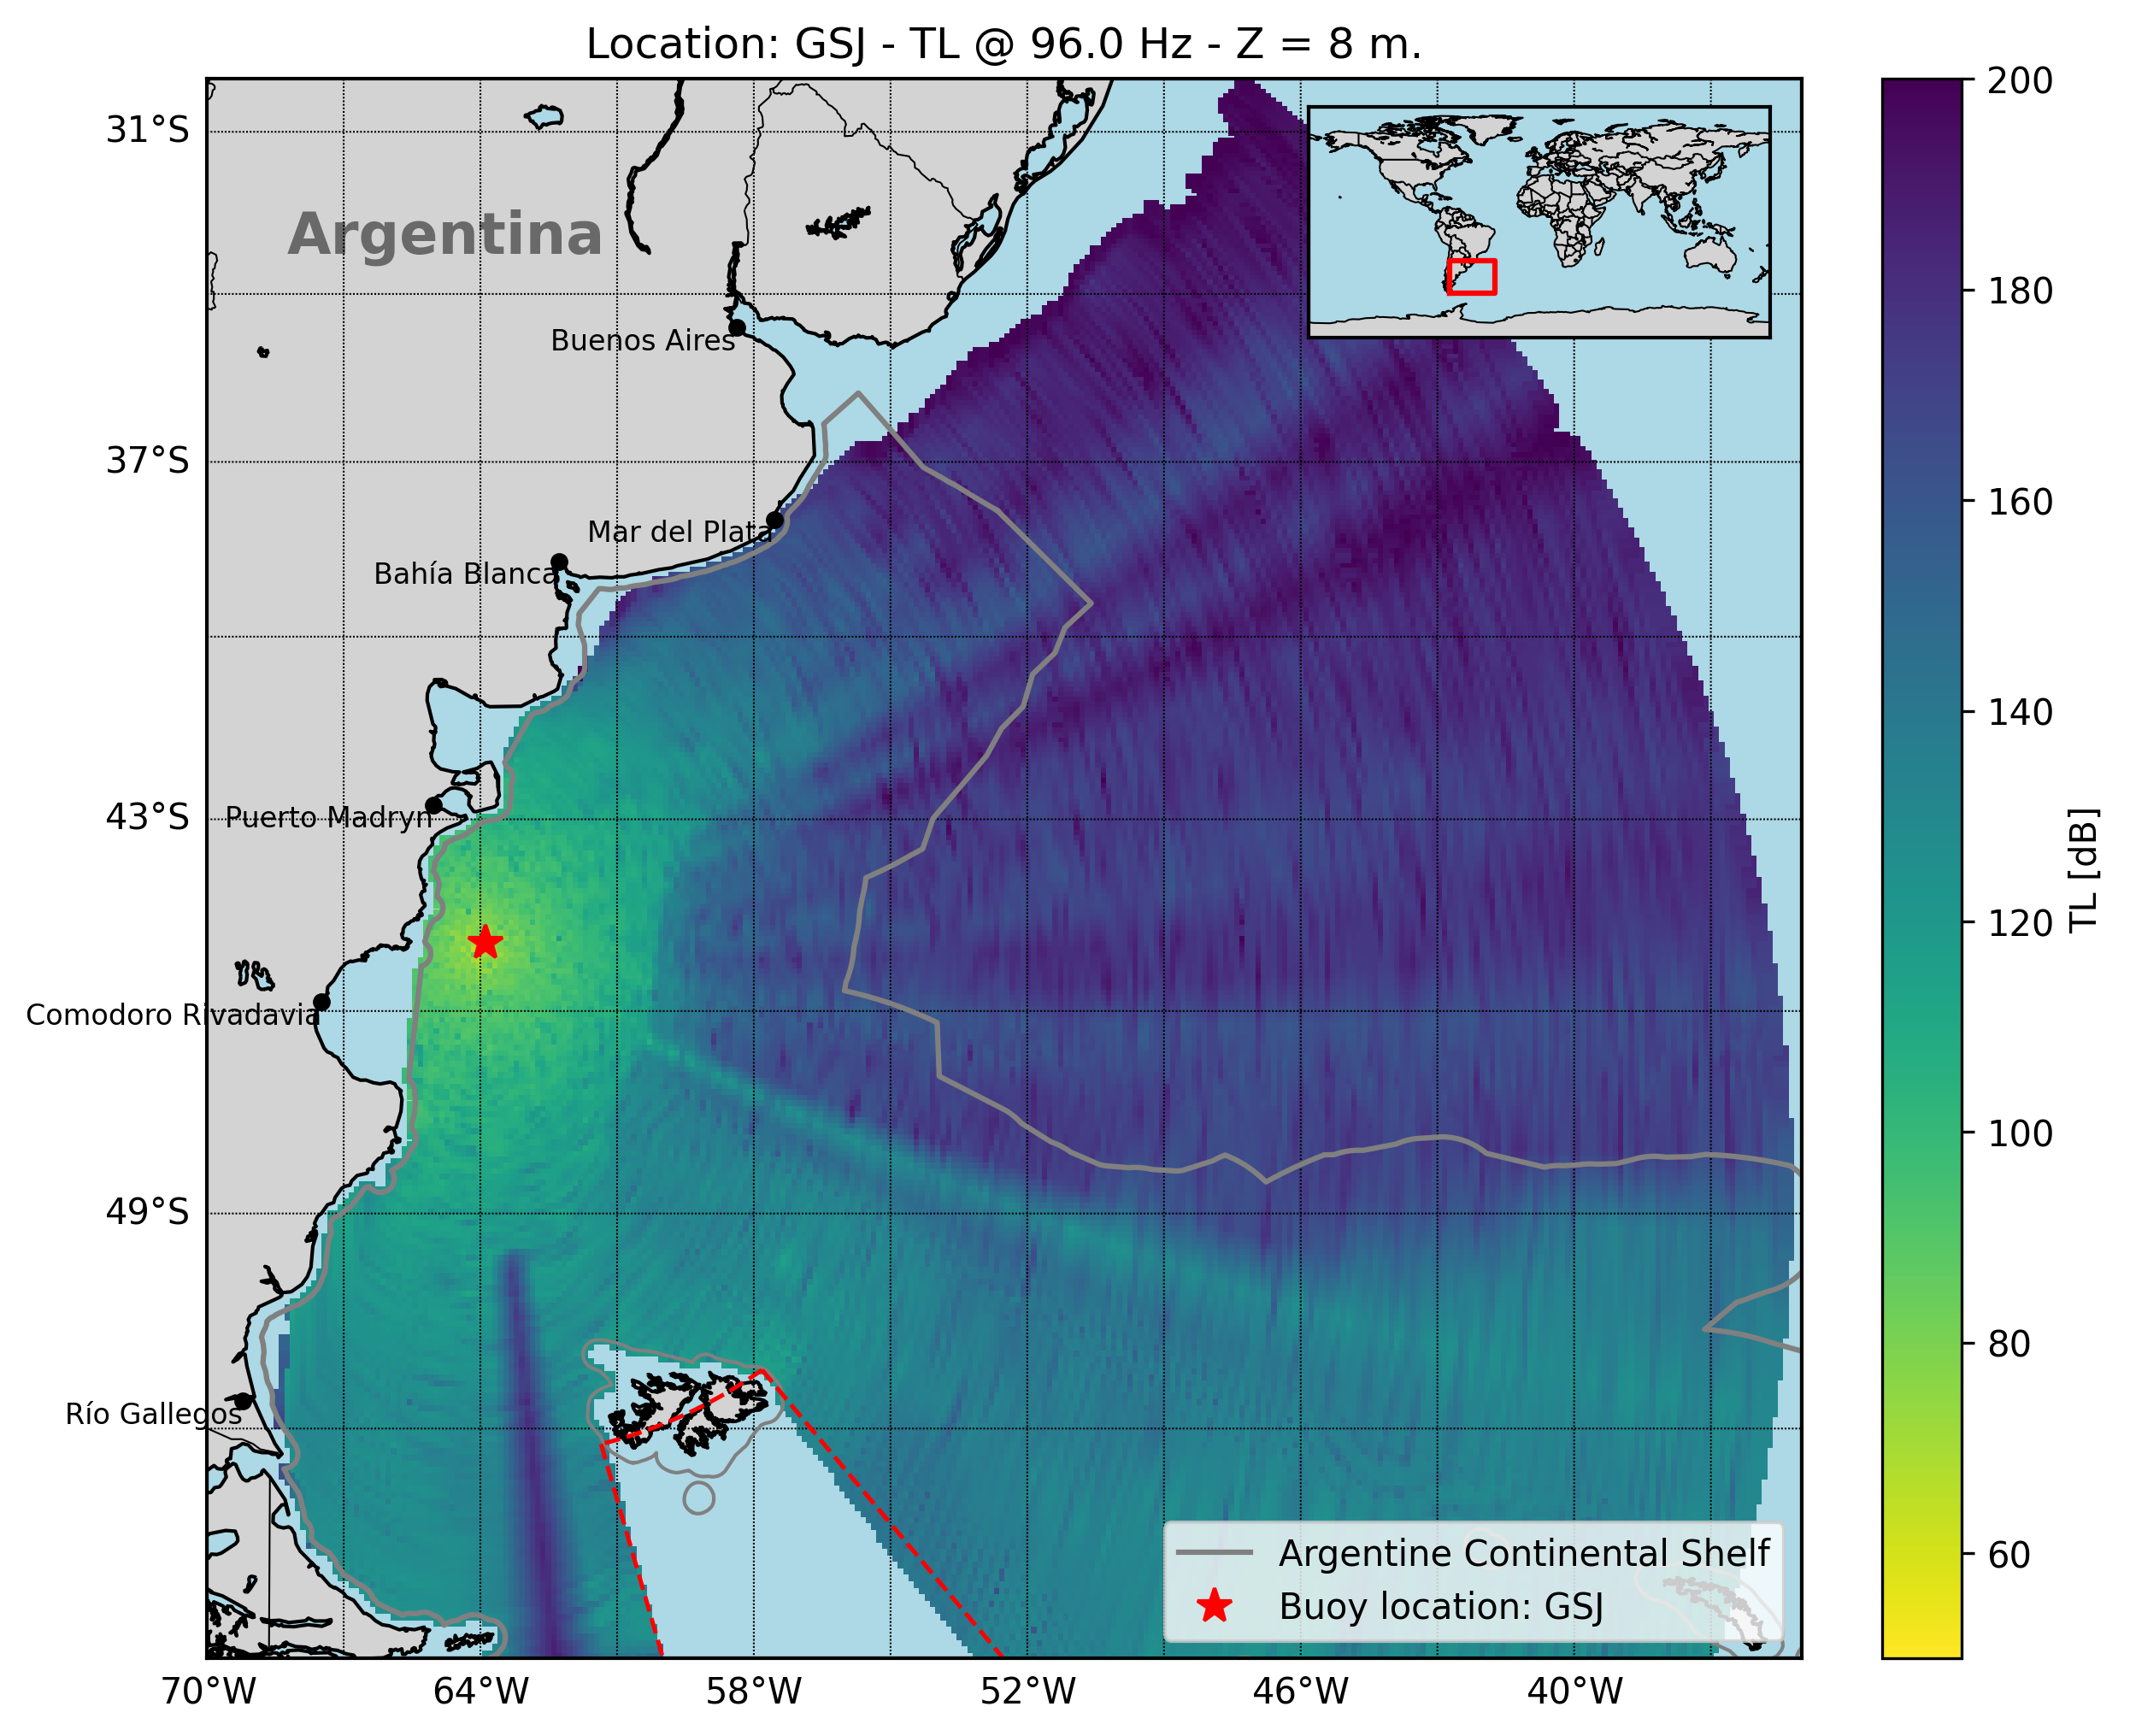 Location: GSJ - TL @ 96.0 Hz - Z = 8 m.
31°S
Argentina
Buenos Aires
37°S
Mar del Plata
Bahía Blanca
43°S
Puerto Madryn
Comodoro Rivadavia
49°S
Río Gallegos
Argentine Continental Shelf
Buoy location: GSJ
70°W
64°W
58°W
52°W
46°W
40°W
200
180
160
140
120
100
80
60
TL [dB]